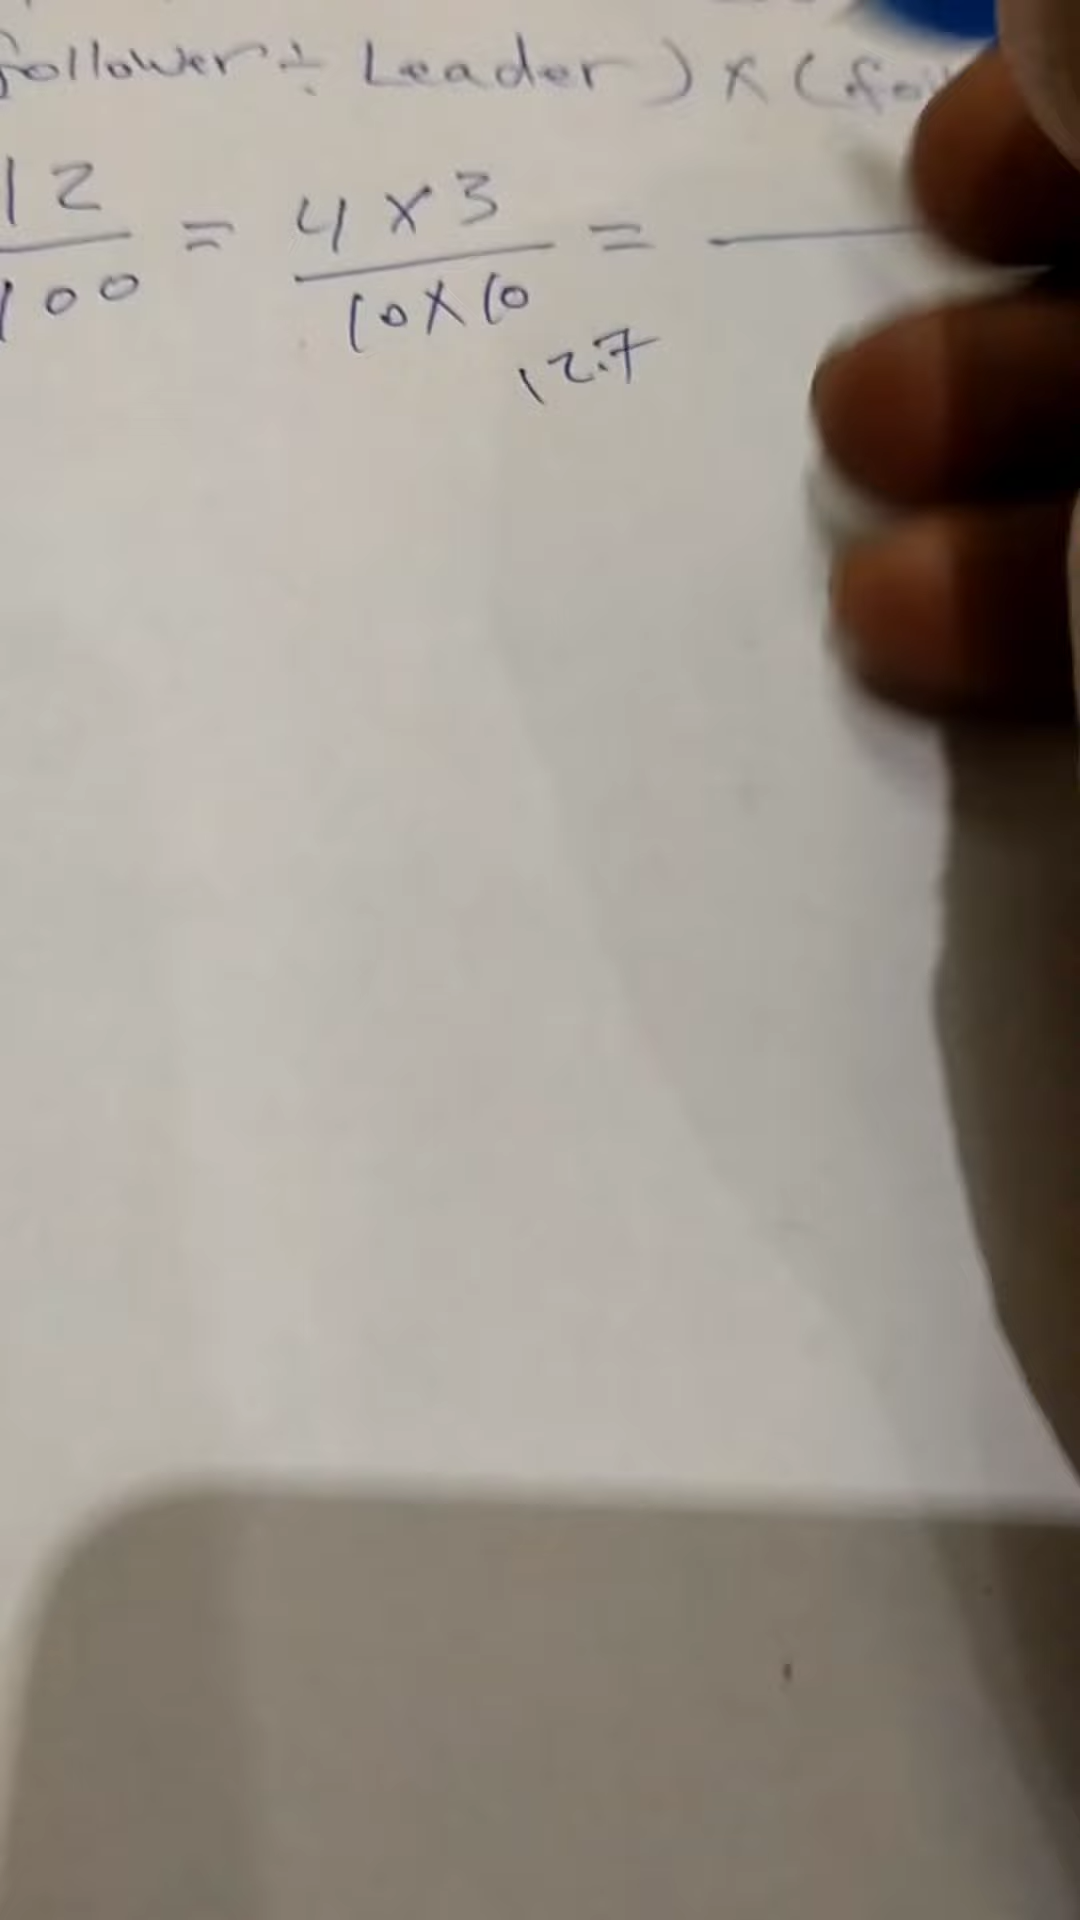 follower ÷ Leader) × (fo
12 = 4 × 3 =
100 10 × 10
12.7